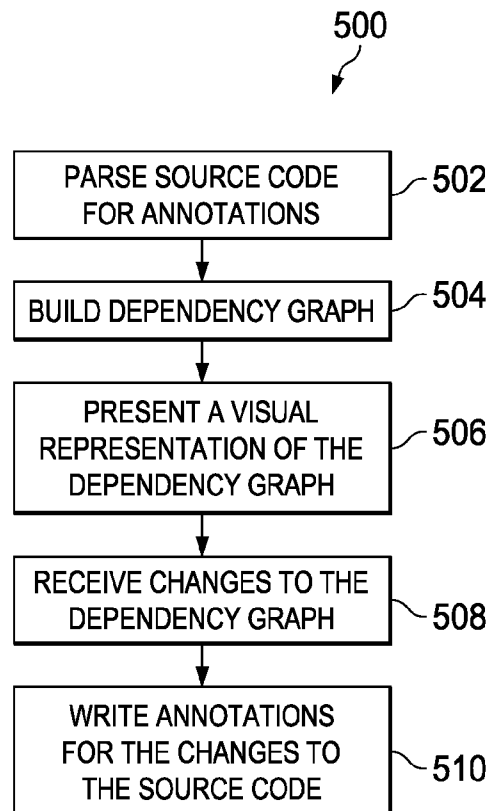 500
PARSE SOURCE CODE
FOR ANNOTATIONS
502
BUILD DEPENDENCY GRAPH
504
PRESENT A VISUAL
REPRESENTATION OF THE
DEPENDENCY GRAPH
506
RECEIVE CHANGES TO THE
DEPENDENCY GRAPH
508
WRITE ANNOTATIONS
FOR THE CHANGES TO
THE SOURCE CODE
510